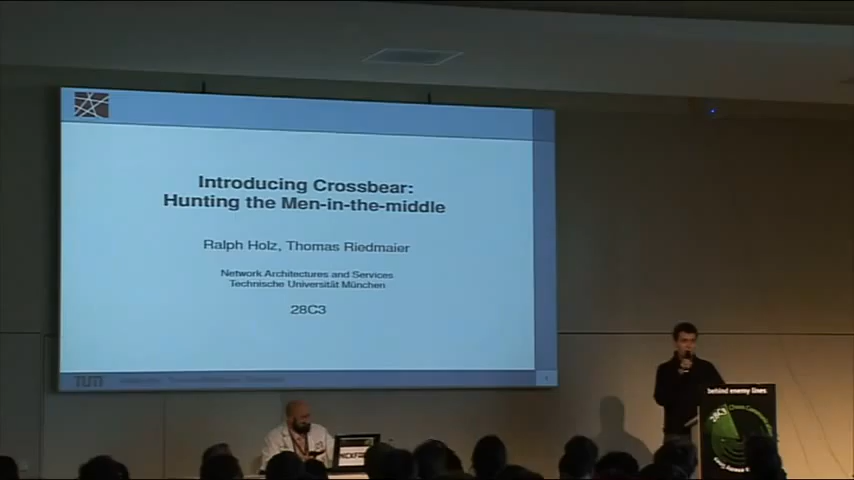 Introducing Crossbear:
Hunting the Men-in-the-middle
Ralph Holz, Thomas Riedmaier
Network Architectures and Services
Technische Universität München
28C3
TUM
behind enemy lines
28C3